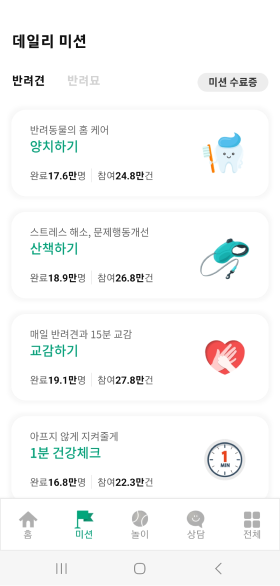 데일리 미션
반려견 반려묘 미션 수료증
반려동물의 홈 케어
양치하기
완료17.6만명 참여24.8만건
스트레스 해소, 문제행동개선
산책하기
완료18.9만명 참여26.8만건
매일 반려견과 15분 교감
교감하기
완료19.1만명 참여27.8만건
아프지 않게 지켜줄게
1분 건강체크
완료16.8만명 참여22.3만건
1
MIN
홈 미션 놀이 상담 전체